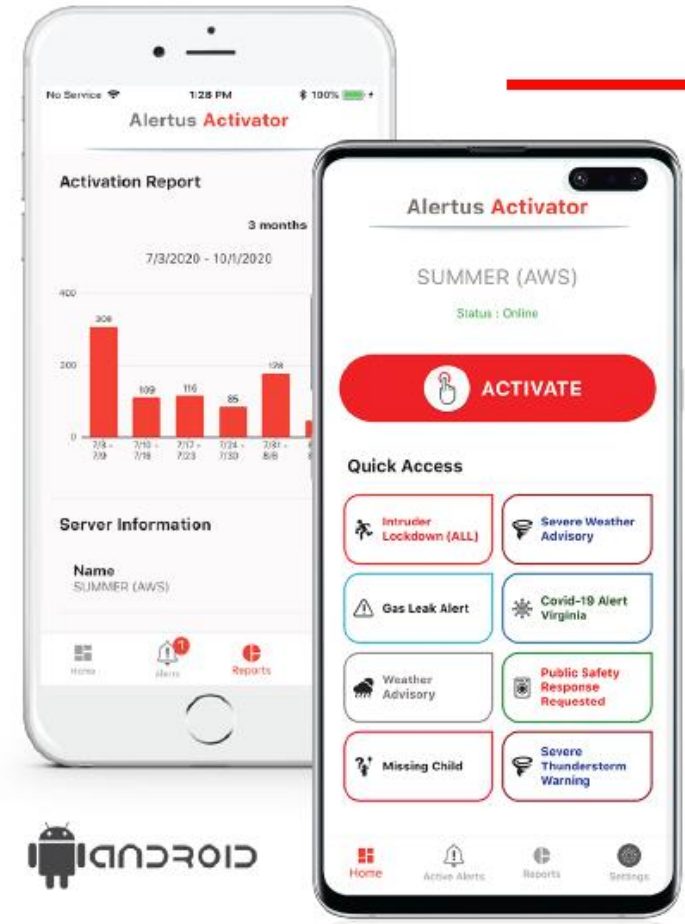 No Service
1:28 PM
100%
Alertus Activator
Activation Report
3 months
7/3/2020 - 10/1/2020
400
308
200
109
116
85
178
0
7/3 -
7/9
7/10 -
7/16
7/17 -
7/23
7/24 -
7/30
7/31 -
8/6
Server Information
Name
SUMMER (AWS)
Home
1
Alerts
Reports
Alertus Activator
SUMMER (AWS)
Status : Online
ACTIVATE
Quick Access
Intruder
Lockdown (ALL)
Severe Weather
Advisory
Gas Leak Alert
Covid-19 Alert
Virginia
Weather
Advisory
Public Safety
Response
Requested
Missing Child
Severe
Thunderstorm
Warning
Home
Active Alerts
Reports
Settings
ANDROID